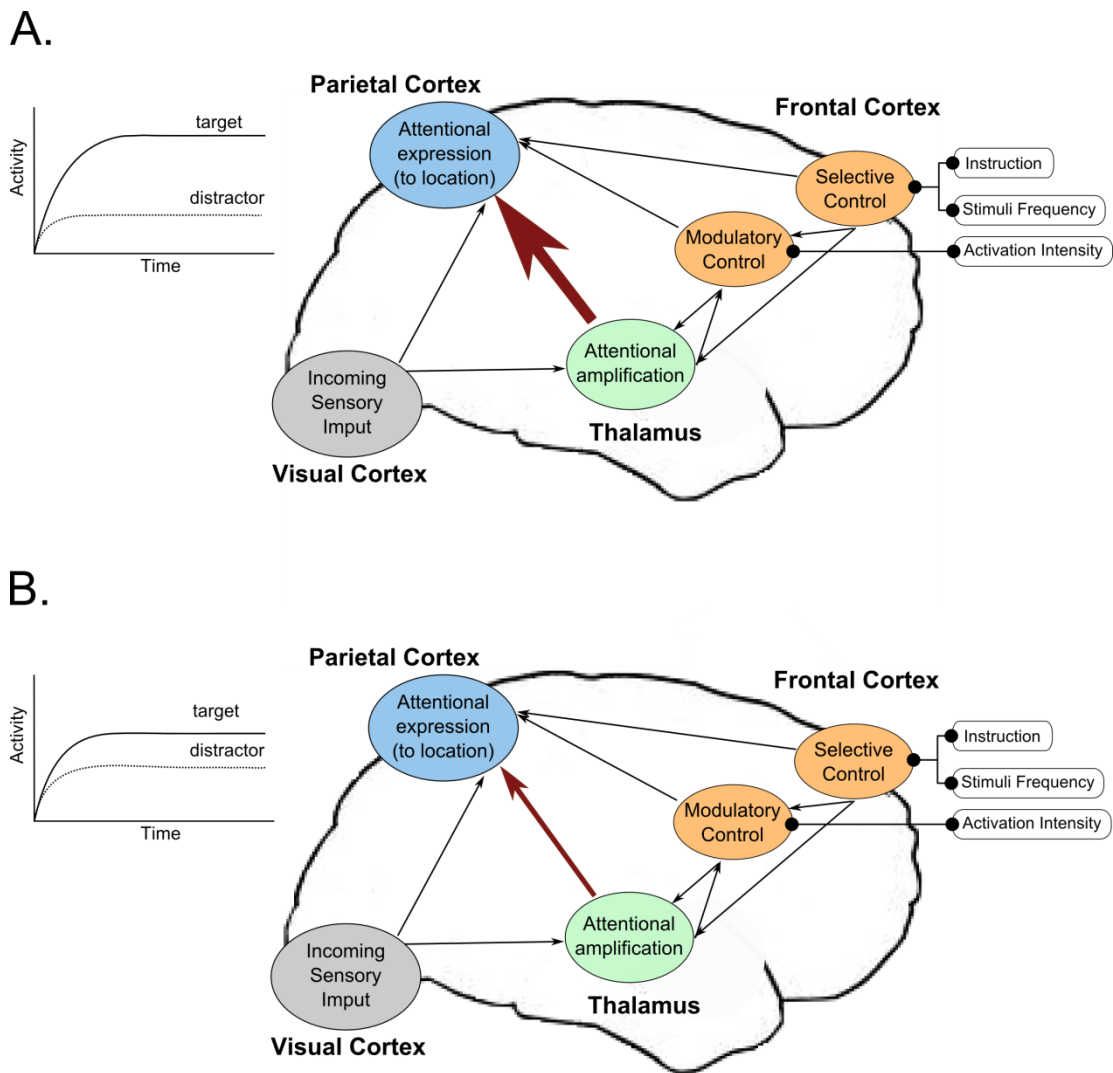 A.
Parietal Cortex
Frontal Cortex
Activity
target
distractor
Time
Attentional
expression
(to location)
Selective
Control
Instruction
Stimuli Frequency
Modulatory
Control
Activation Intensity
Attentional
amplification
Thalamus
Incoming
Sensory
Imput
Visual Cortex
B.
Parietal Cortex
Frontal Cortex
Activity
target
distractor
Time
Attentional
expression
(to location)
Selective
Control
Instruction
Stimuli Frequency
Modulatory
Control
Activation Intensity
Attentional
amplification
Thalamus
Incoming
Sensory
Imput
Visual Cortex